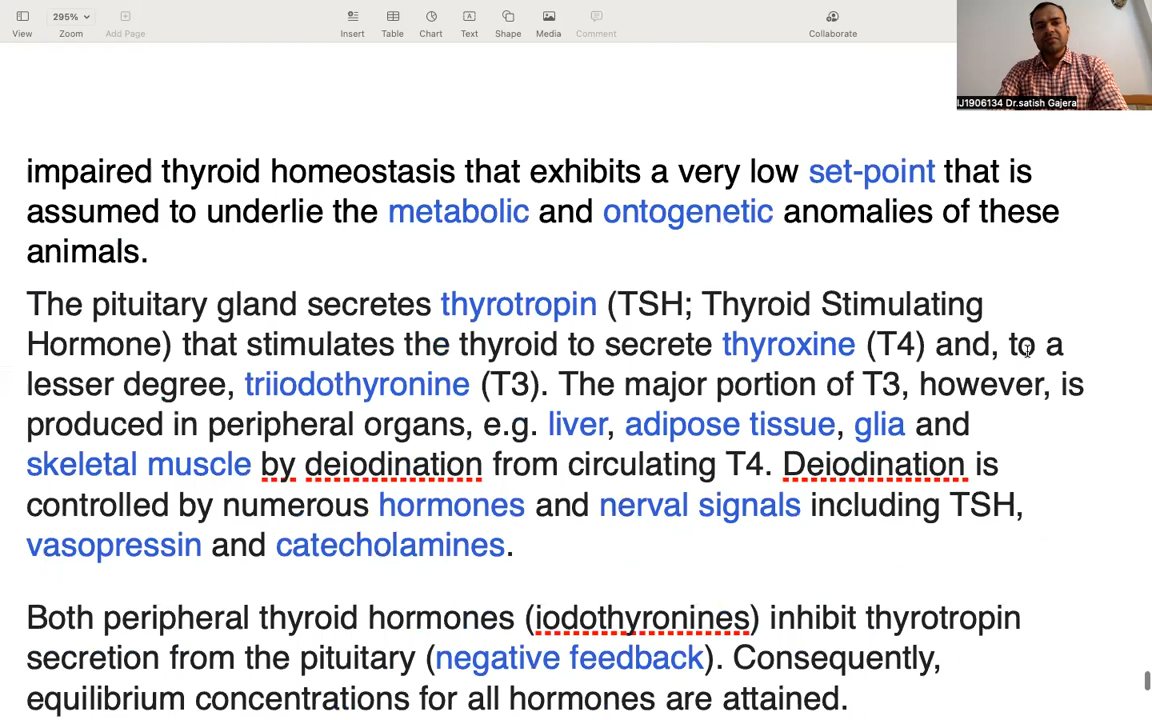 295%
View
Zoom
Add Page
Insert
Table
Chart
Text
Shape
Media
Comment
Collaborate
IJ1906134 Dr.satish Gajera
impaired thyroid homeostasis that exhibits a very low set-point that is
assumed to underlie the metabolic and ontogenetic anomalies of these
animals.
The pituitary gland secretes thyrotropin (TSH; Thyroid Stimulating
Hormone) that stimulates the thyroid to secrete thyroxine (T4) and, to a
lesser degree, triiodothyronine (T3). The major portion of T3, however, is
produced in peripheral organs, e.g. liver, adipose tissue, glia and
skeletal muscle by deiodination from circulating T4. Deiodination is
controlled by numerous hormones and nerval signals including TSH,
vasopressin and catecholamines.
Both peripheral thyroid hormones (iodothyronines) inhibit thyrotropin
secretion from the pituitary (negative feedback). Consequently,
equilibrium concentrations for all hormones are attained.